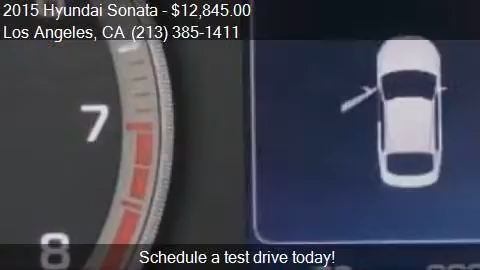 2015 Hyundai Sonata - $12,845.00
Los Angeles, CA (213) 385-1411
7
8
Schedule a test drive today!